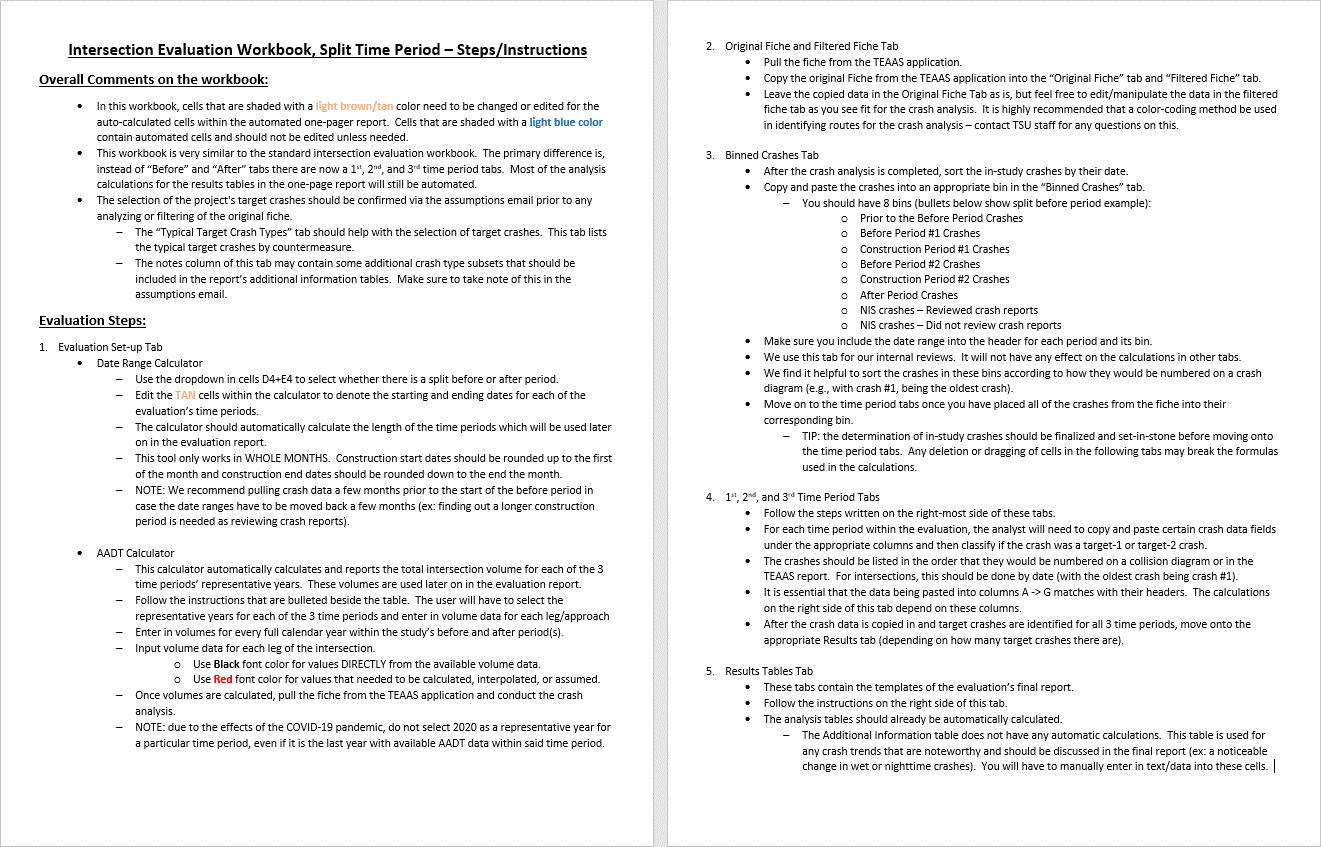 Intersection Evaluation Workbook, Split Time Period – Steps/Instructions
Overall Comments on the workbook:
• In this workbook, cells that are shaded with a light brown/tan color need to be changed or edited for the
auto-calculated cells within the automated one-pager report.  Cells that are shaded with a light blue color
contain automated cells and should not be edited unless needed.
• This workbook is very similar to the standard intersection evaluation workbook.  The primary difference is,
instead of “Before” and “After” tabs there are now a 1st, 2nd, and 3rd time period tabs.  Most of the analysis
calculations for the results tables in the one-page report will still be automated.
• The selection of the project's target crashes should be confirmed via the assumptions email prior to any
analyzing or filtering of the original fiche.
– The “Typical Target Crash Types” tab should help with the selection of target crashes.  This tab lists
the typical target crashes by countermeasure.
– The notes column of this tab may contain some additional crash type subsets that should be
included in the report’s additional information tables.  Make sure to take note of this in the
assumptions email.
Evaluation Steps:
1. Evaluation Set-up Tab
• Date Range Calculator
– Use the dropdown in cells D4+E4 to select whether there is a split before or after period.
– Edit the TAN cells within the calculator to denote the starting and ending dates for each of the
evaluation’s time periods.
– The calculator should automatically calculate the length of the time periods which will be used later
on in the evaluation report.
– This tool only works in WHOLE MONTHS.  Construction start dates should be rounded up to the first
of the month and construction end dates should be rounded down to the end the month.
– NOTE: We recommend pulling crash data a few months prior to the start of the before period in
case the date ranges have to be moved back a few months (ex: finding out a longer construction
period is needed as reviewing crash reports).
• AADT Calculator
– This calculator automatically calculates and reports the total intersection volume for each of the 3
time periods’ representative years.  These volumes are used later on in the evaluation report.
– Follow the instructions that are bulleted beside the table.  The user will have to select the
representative years for each of the 3 time periods and enter in volume data for each leg/approach
– Enter in volumes for every full calendar year within the study’s before and after period(s).
– Input volume data for each leg of the intersection.
o Use Black font color for values DIRECTLY from the available volume data.
o Use Red font color for values that needed to be calculated, interpolated, or assumed.
– Once volumes are calculated, pull the fiche from the TEAAS application and conduct the crash
analysis.
– NOTE: due to the effects of the COVID-19 pandemic, do not select 2020 as a representative year for
a particular time period, even if it is the last year with available AADT data within said time period.
2. Original Fiche and Filtered Fiche Tab
• Pull the fiche from the TEAAS application.
• Copy the original Fiche from the TEAAS application into the “Original Fiche” tab and “Filtered Fiche” tab.
• Leave the copied data in the Original Fiche Tab as is, but feel free to edit/manipulate the data in the filtered
fiche tab as you see fit for the crash analysis.  It is highly recommended that a color-coding method be used
in identifying routes for the crash analysis – contact TSU staff for any questions on this.
3. Binned Crashes Tab
• After the crash analysis is completed, sort the in-study crashes by their date.
• Copy and paste the crashes into an appropriate bin in the “Binned Crashes” tab.
– You should have 8 bins (bullets below show split before period example):
o Prior to the Before Period Crashes
o Before Period #1 Crashes
o Construction Period #1 Crashes
o Before Period #2 Crashes
o Construction Period #2 Crashes
o After Period Crashes
o NIS crashes – Reviewed crash reports
o NIS crashes – Did not review crash reports
• Make sure you include the date range into the header for each period and its bin.
• We use this tab for our internal reviews.  It will not have any effect on the calculations in other tabs.
• We find it helpful to sort the crashes in these bins according to how they would be numbered on a crash
diagram (e.g., with crash #1, being the oldest crash).
• Move on to the time period tabs once you have placed all of the crashes from the fiche into their
corresponding bin.
– TIP: the determination of in-study crashes should be finalized and set-in-stone before moving onto
the time period tabs.  Any deletion or dragging of cells in the following tabs may break the formulas
used in the calculations.
4. 1st, 2nd, and 3rd Time Period Tabs
• Follow the steps written on the right-most side of these tabs.
• For each time period within the evaluation, the analyst will need to copy and paste certain crash data fields
under the appropriate columns and then classify if the crash was a target-1 or target-2 crash.
• The crashes should be listed in the order that they would be numbered on a collision diagram or in the
TEAAS report.  For intersections, this should be done by date (with the oldest crash being crash #1).
• It is essential that the data being pasted into columns A -> G matches with their headers.  The calculations
on the right side of this tab depend on these columns.
• After the crash data is copied in and target crashes are identified for all 3 time periods, move onto the
appropriate Results tab (depending on how many target crashes there are).
5. Results Tables Tab
• These tabs contain the templates of the evaluation’s final report.
• Follow the instructions on the right side of this tab.
• The analysis tables should already be automatically calculated.
– The Additional Information table does not have any automatic calculations.  This table is used for
any crash trends that are noteworthy and should be discussed in the final report (ex: a noticeable
change in wet or nighttime crashes).  You will have to manually enter in text/data into these cells.